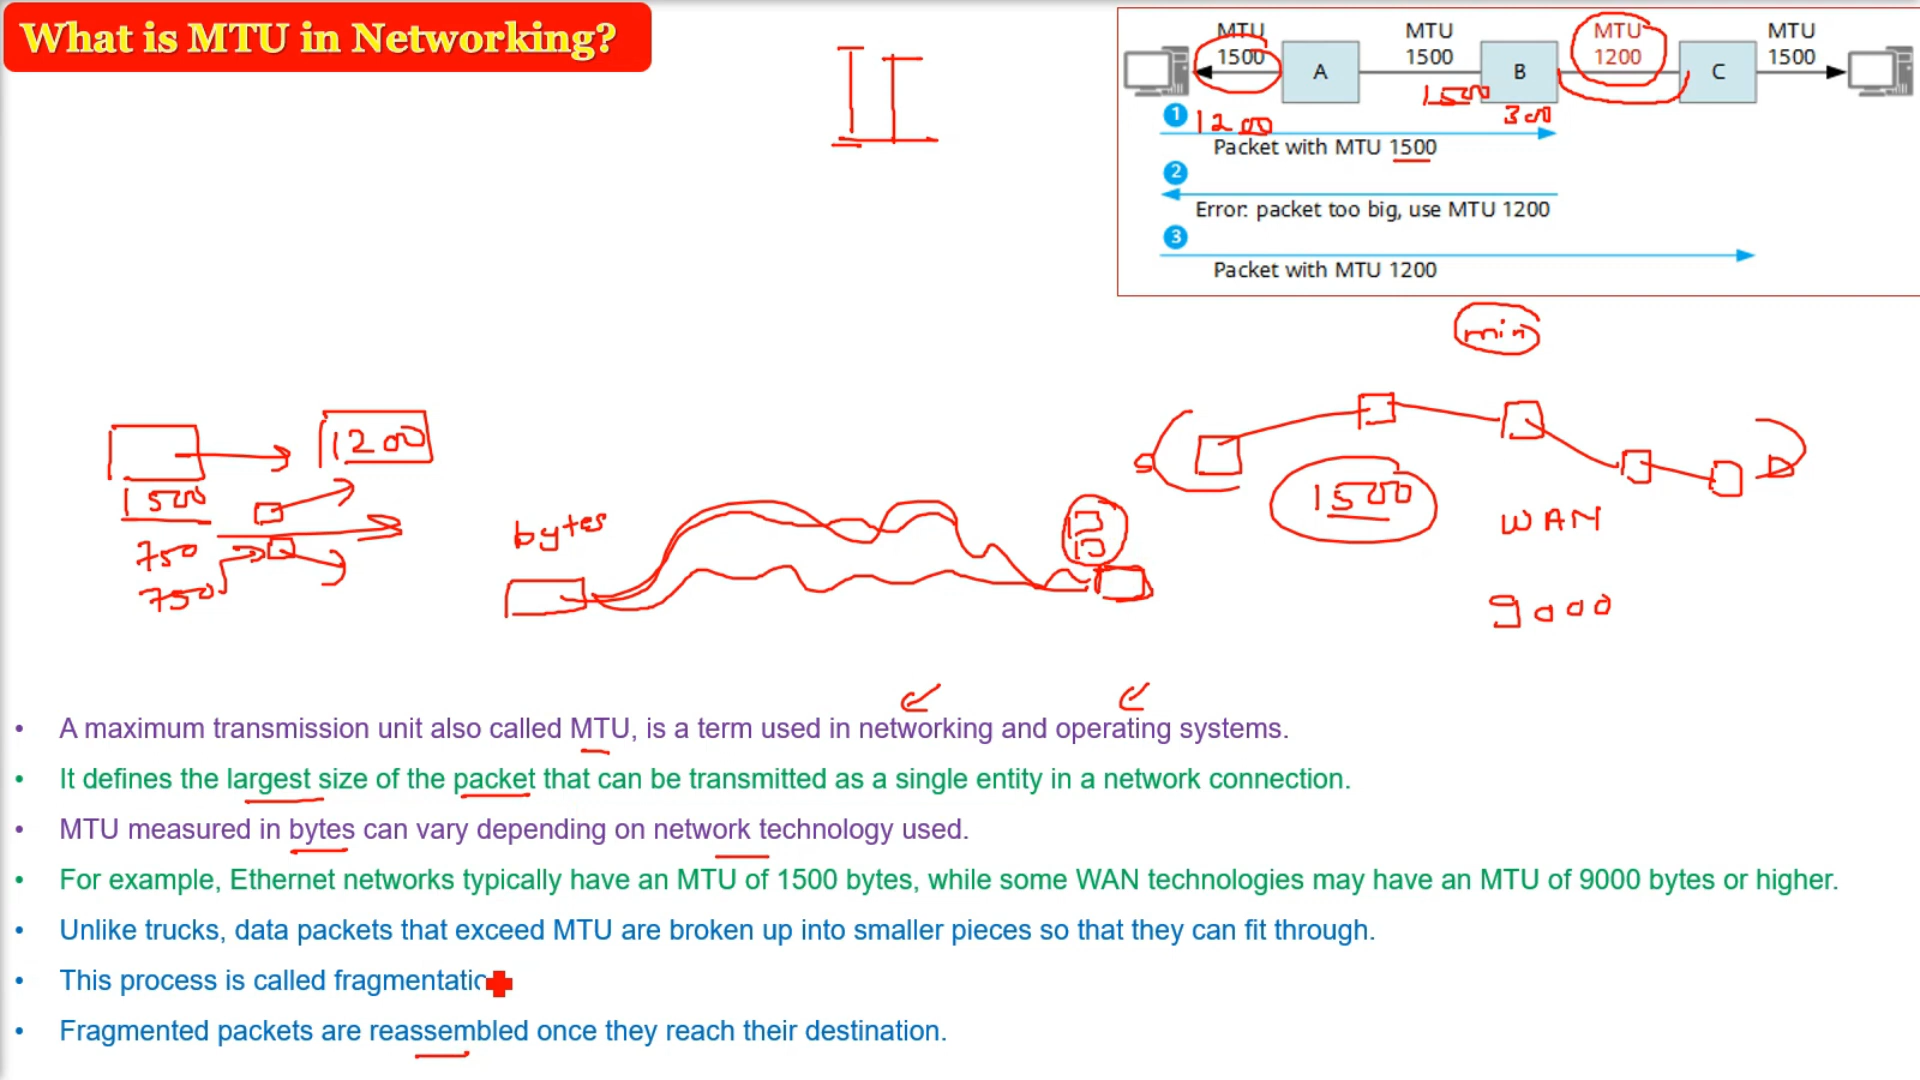 What is MTU in Networking?
MTU MTU MTU MTU
1500 1500 1200 1500
A B C
1500
300
1 1200
Packet with MTU 1500
2
Error: packet too big, use MTU 1200
3
Packet with MTU 1200
min
1200
1500
1500
bytes
WAN
750
750
9000
S
D
• A maximum transmission unit also called MTU, is a term used in networking and operating systems.
• It defines the largest size of the packet that can be transmitted as a single entity in a network connection.
• MTU measured in bytes can vary depending on network technology used.
• For example, Ethernet networks typically have an MTU of 1500 bytes, while some WAN technologies may have an MTU of 9000 bytes or higher.
• Unlike trucks, data packets that exceed MTU are broken up into smaller pieces so that they can fit through.
• This process is called fragmentatio
• Fragmented packets are reassembled once they reach their destination.